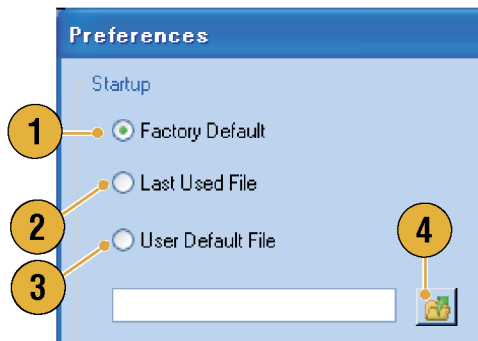 Preferences
Startup
1
Factory Default
2
Last Used File
3
User Default File
4